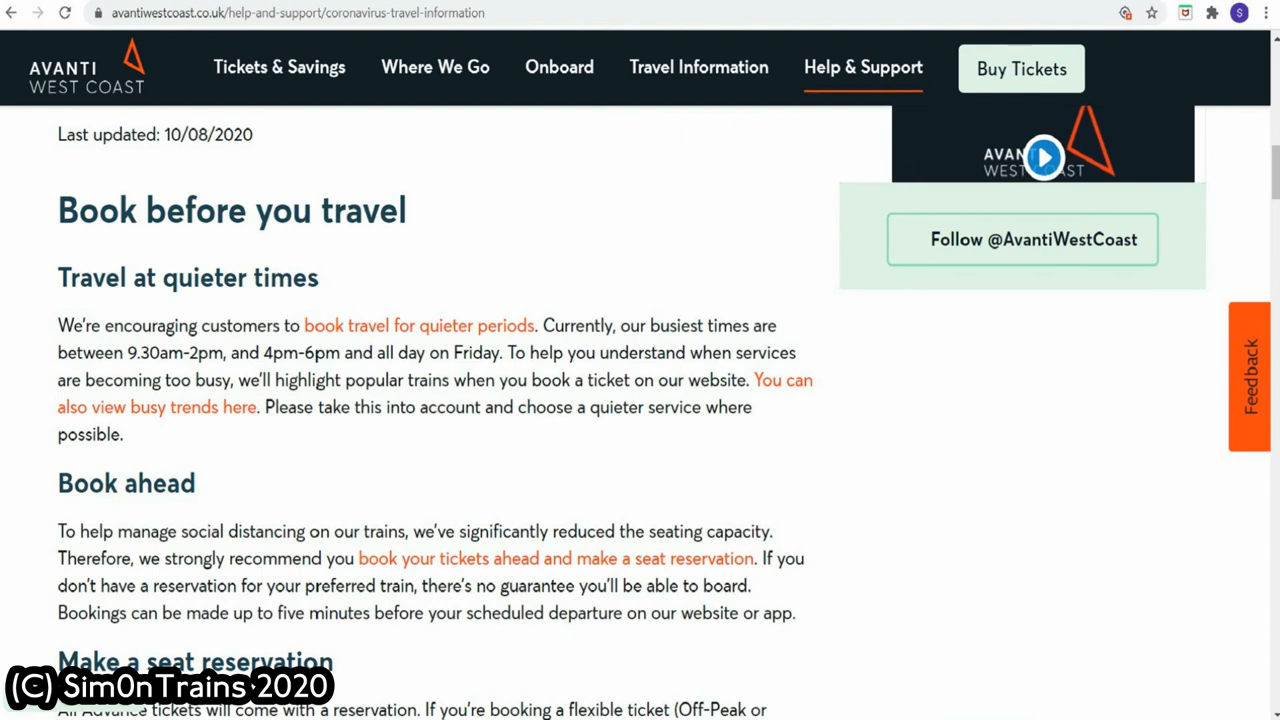 avantiwestcoast.co.uk/help-and-support/coronavirus-travel-information
S
AVANTI
WEST COAST
Tickets & Savings
Where We Go
Onboard
Travel Information
Help & Support
Buy Tickets
Last updated: 10/08/2020
AVAN
WEST COAST
Follow @AvantiWestCoast
Feedback
Book before you travel
Travel at quieter times
We're encouraging customers to book travel for quieter periods. Currently, our busiest times are
between 9.30am-2pm, and 4pm-6pm and all day on Friday. To help you understand when services
are becoming too busy, we'll highlight popular trains when you book a ticket on our website. You can
also view busy trends here. Please take this into account and choose a quieter service where
possible.
Book ahead
To help manage social distancing on our trains, we've significantly reduced the seating capacity.
Therefore, we strongly recommend you book your tickets ahead and make a seat reservation. If you
don't have a reservation for your preferred train, there's no guarantee you'll be able to board.
Bookings can be made up to five minutes before your scheduled departure on our website or app.
Make a seat reservation
(C) Sim0nTrains 2020
All Advance tickets will come with a reservation. If you're booking a flexible ticket (Off-Peak or